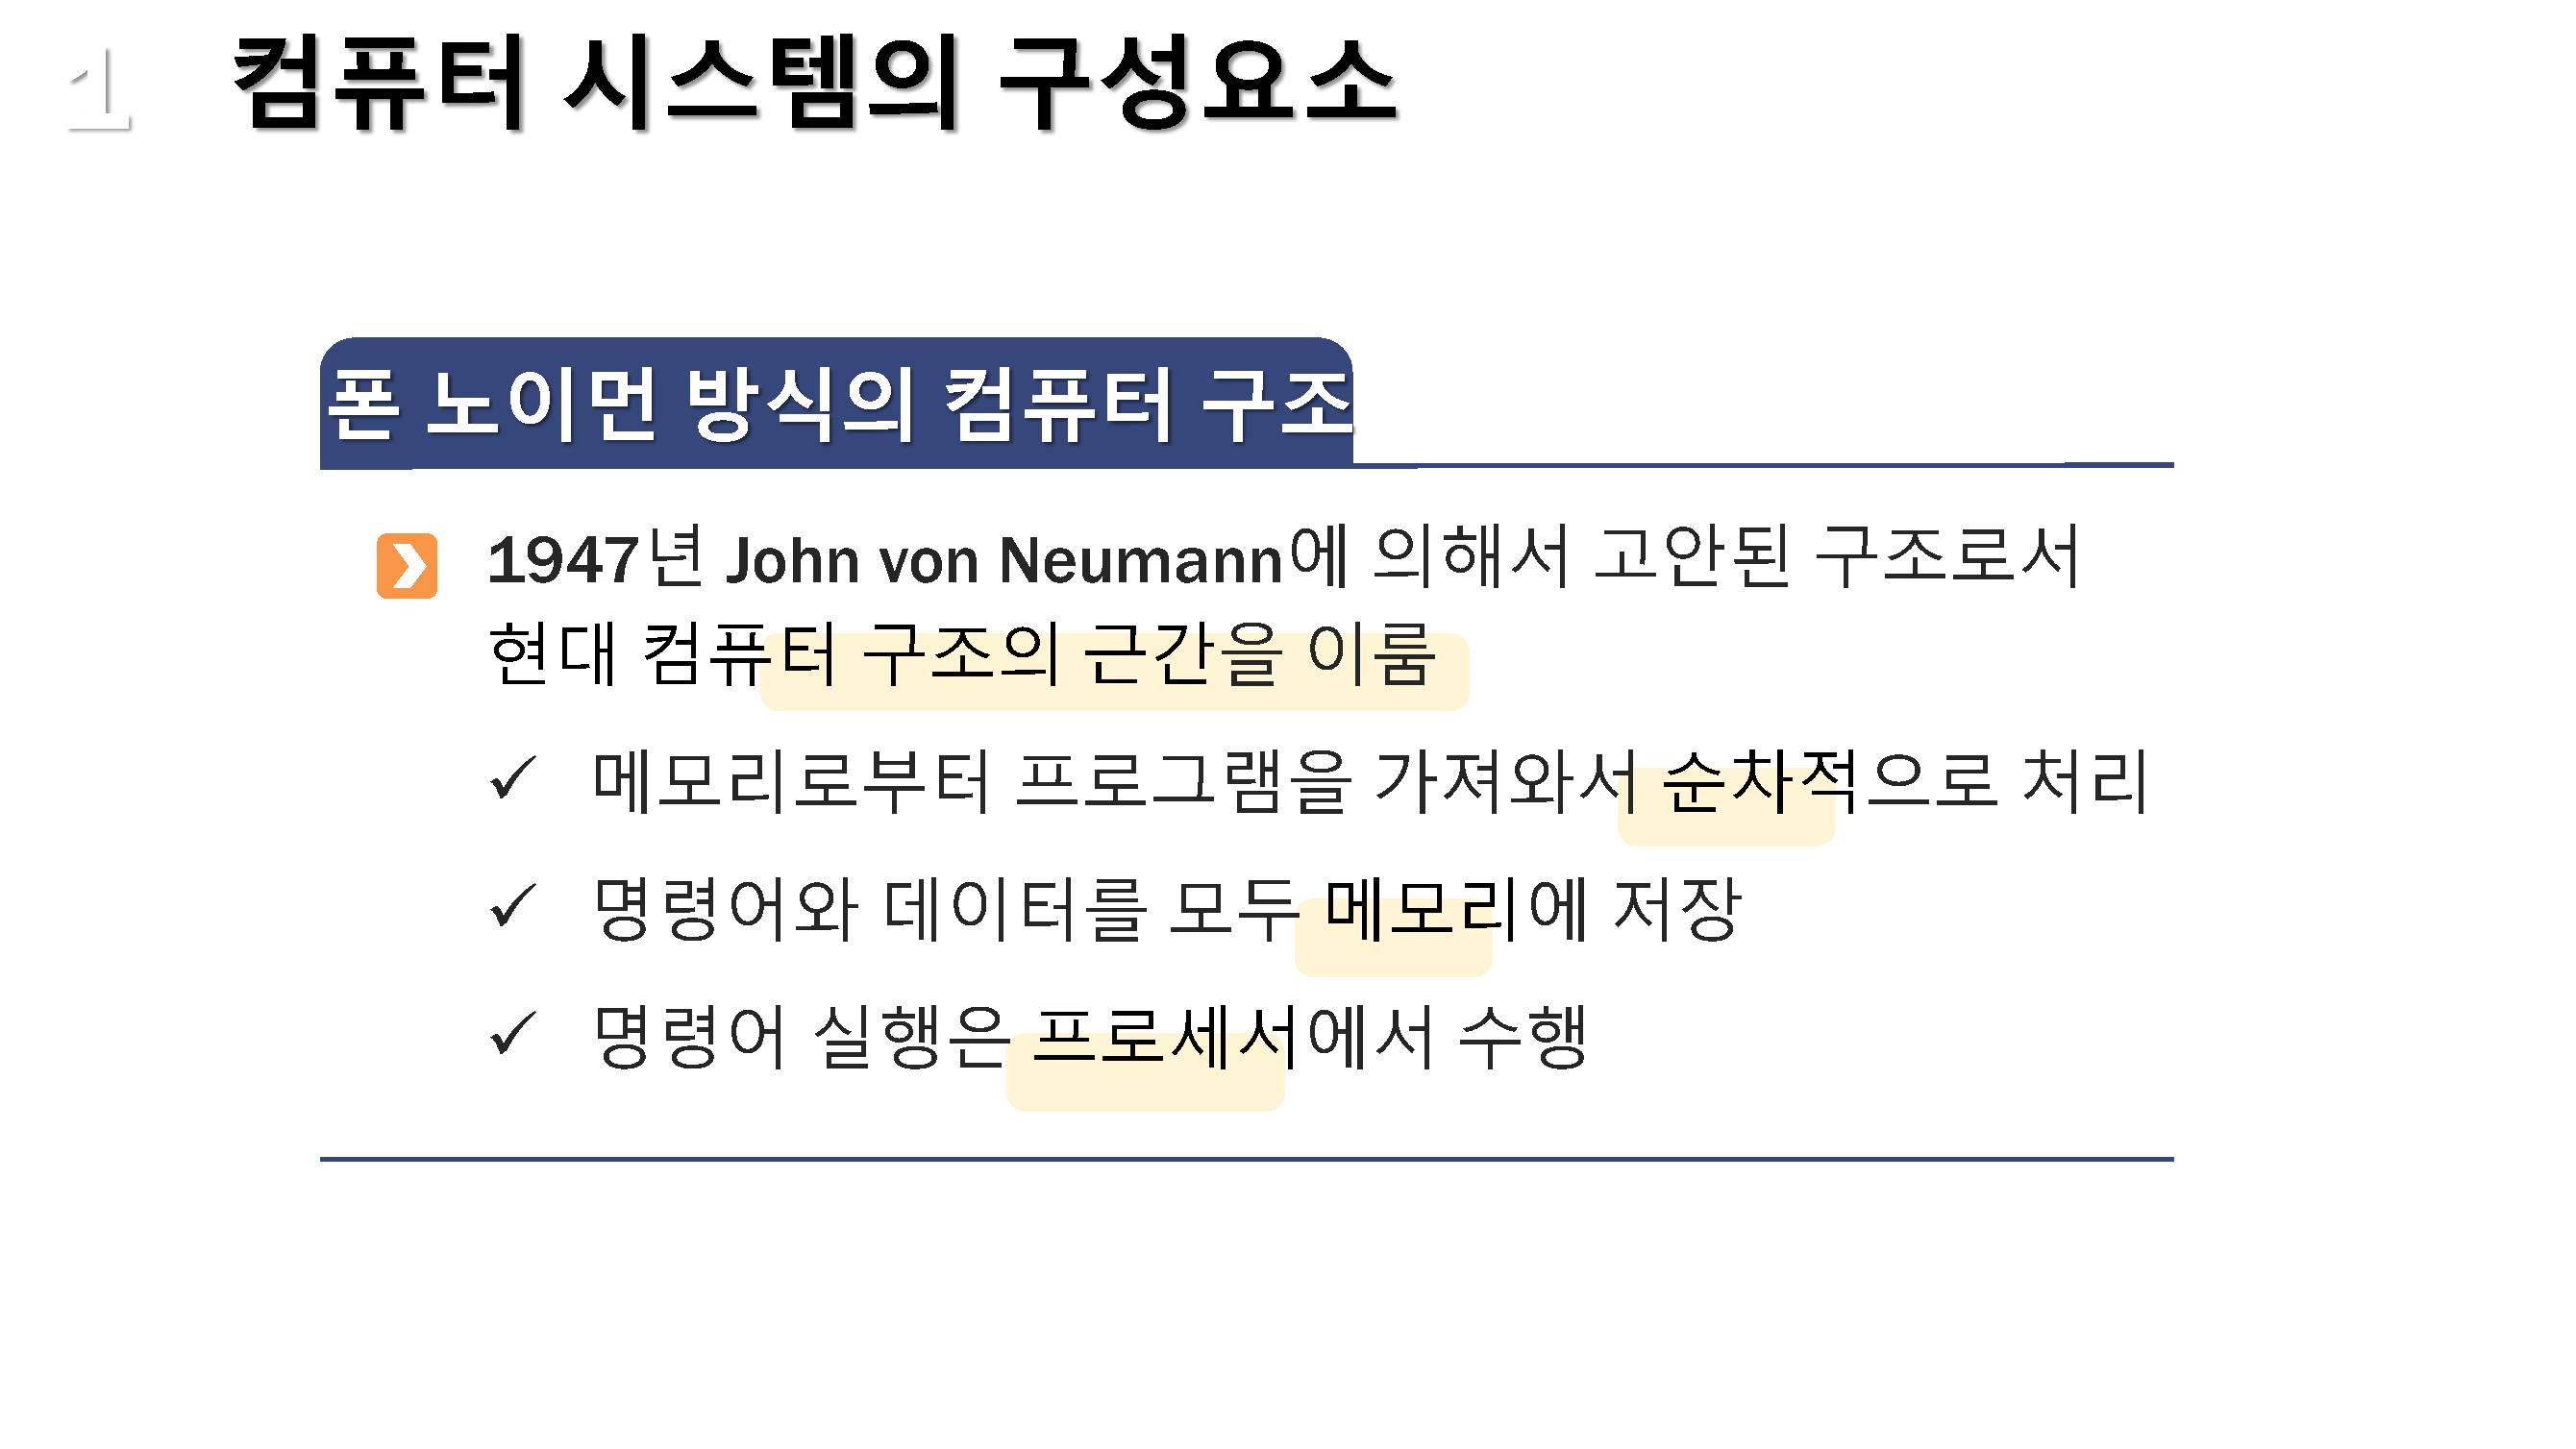 1 컴퓨터 시스템의 구성요소
폰 노이먼 방식의 컴퓨터 구조
1947년 John von Neumann에 의해서 고안된 구조로서
현대 컴퓨터 구조의 근간을 이룸
✓ 메모리로부터 프로그램을 가져와서 순차적으로 처리
✓ 명령어와 데이터를 모두 메모리에 저장
✓ 명령어 실행은 프로세서에서 수행